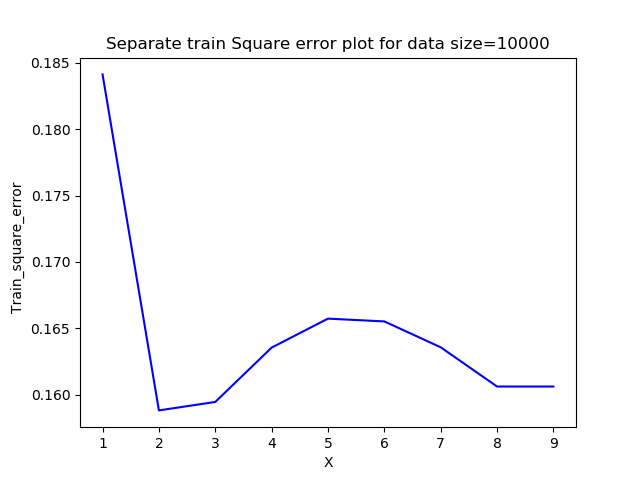 Separate train Square error plot for data size=10000
0.185
0.180
0.175
0.170
0.165
0.160
Train_square_error
1 2 3 4 5 6 7 8 9
X